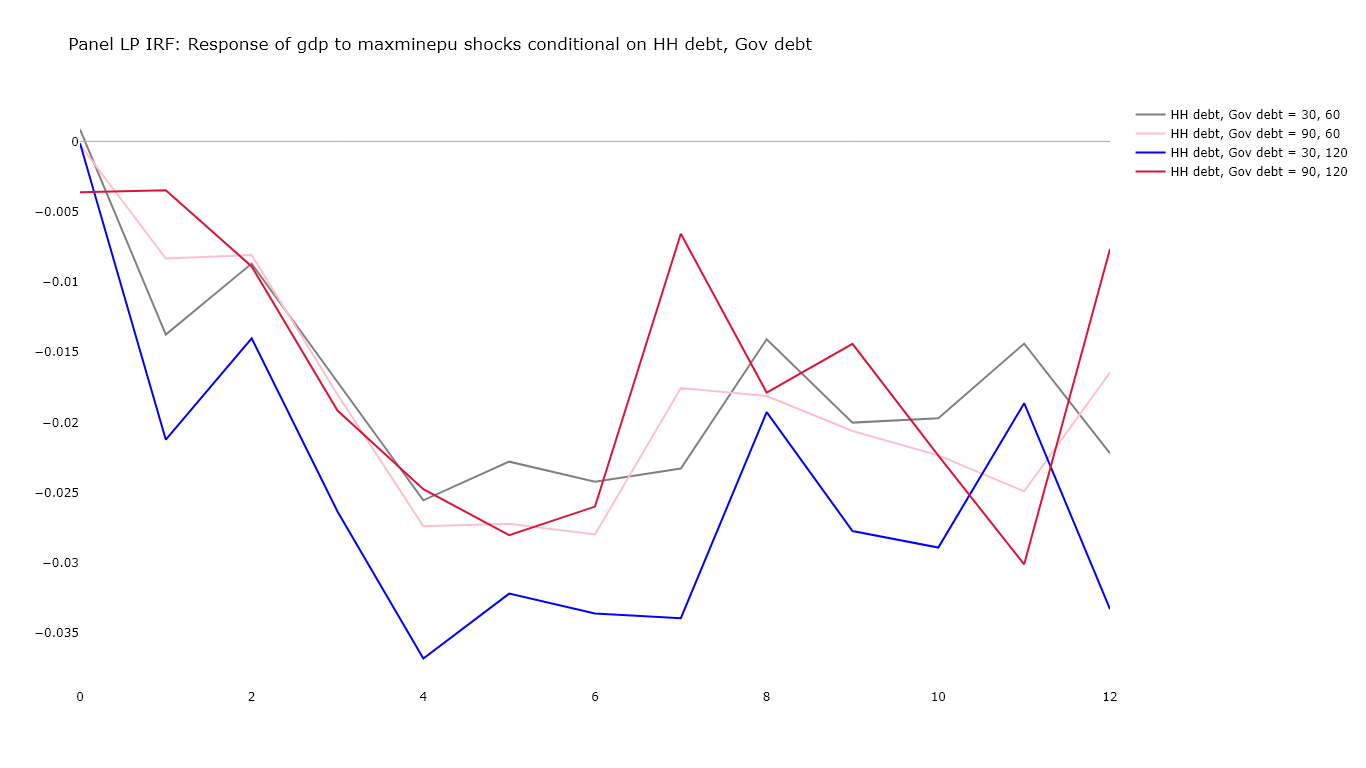 Panel LP IRF: Response of gdp to maxminepu shocks conditional on HH debt, Gov debt
HH debt, Gov debt = 30, 60
HH debt, Gov debt = 90, 60
HH debt, Gov debt = 30, 120
HH debt, Gov debt = 90, 120
0
−0.005
−0.01
−0.015
−0.02
−0.025
−0.03
−0.035
0 2 4 6 8 10 12